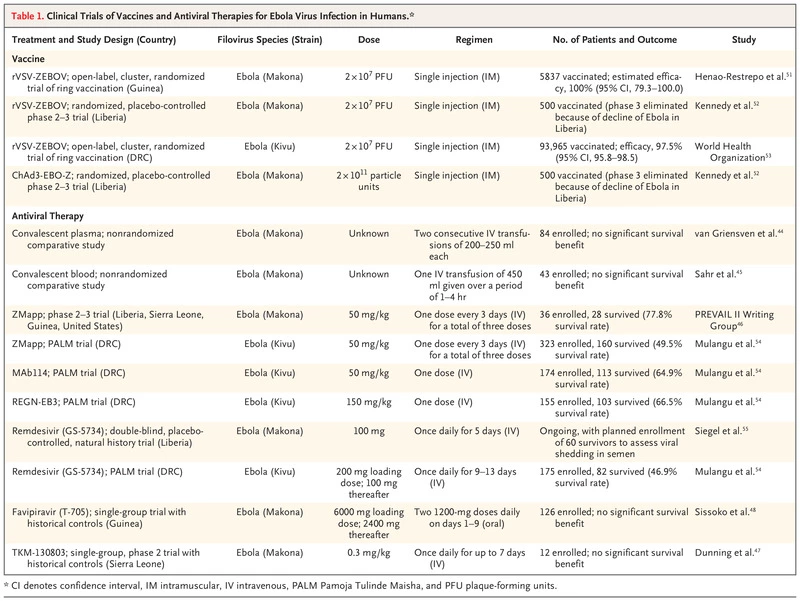 Table 1. Clinical Trials of Vaccines and Antiviral Therapies for Ebola Virus Infection in Humans.*
Treatment and Study Design (Country) Filovirus Species (Strain) Dose Regimen No. of Patients and Outcome Study
Vaccine
rVSV-ZEBOV; open-label, cluster, randomized Ebola (Makona) 2×10⁷ PFU Single injection (IM) 5837 vaccinated; estimated effica- Henao-Restrepo et al.⁵¹
trial of ring vaccination (Guinea) cy, 100% (95% CI, 79.3–100.0)
rVSV-ZEBOV; randomized, placebo-controlled Ebola (Makona) 2×10⁷ PFU Single injection (IM) 500 vaccinated (phase 3 eliminated Kennedy et al.⁵²
phase 2–3 trial (Liberia) because of decline of Ebola in
Liberia)
rVSV-ZEBOV; open-label, cluster, randomized Ebola (Kivu) 2×10⁷ PFU Single injection (IM) 93,965 vaccinated; efficacy, 97.5% World Health
trial of ring vaccination (DRC) (95% CI, 95.8–98.5) Organization⁵³
ChAd3-EBO-Z; randomized, placebo-controlled Ebola (Makona) 2×10¹¹ particle Single injection (IM) 500 vaccinated (phase 3 eliminated Kennedy et al.⁵²
phase 2–3 trial (Liberia) units because of decline of Ebola in
Liberia)
Antiviral Therapy
Convalescent plasma; nonrandomized Ebola (Makona) Unknown Two consecutive IV transfu- 84 enrolled; no significant survival van Griensven et al.⁴⁴
comparative study sions of 200–250 ml benefit
each
Convalescent blood; nonrandomized Ebola (Makona) Unknown One IV transfusion of 450 43 enrolled; no significant survival Sahr et al.⁴⁵
comparative study ml given over a period benefit
of 1–4 hr
ZMapp; phase 2–3 trial (Liberia, Sierra Leone, Ebola (Makona) 50 mg/kg One dose every 3 days (IV) 36 enrolled, 28 survived (77.8% PREVAIL II Writing
Guinea, United States) for a total of three doses survival rate) Group⁴⁶
ZMapp; PALM trial (DRC) Ebola (Kivu) 50 mg/kg One dose every 3 days (IV) 323 enrolled, 160 survived (49.5% Mulangu et al.⁵⁴
for a total of three doses survival rate)
MAb114; PALM trial (DRC) Ebola (Kivu) 50 mg/kg One dose (IV) 174 enrolled, 113 survived (64.9% Mulangu et al.⁵⁴
survival rate)
REGN-EB3; PALM trial (DRC) Ebola (Kivu) 150 mg/kg One dose (IV) 155 enrolled, 103 survived (66.5% Mulangu et al.⁵⁴
survival rate)
Remdesivir (GS-5734); double-blind, placebo- Ebola (Makona) 100 mg Once daily for 5 days (IV) Ongoing, with planned enrollment Siegel et al.⁵⁵
controlled, natural history trial (Liberia) of 60 survivors to assess viral
shedding in semen
Remdesivir (GS-5734); PALM trial (DRC) Ebola (Kivu) 200 mg loading Once daily for 9–13 days 175 enrolled, 82 survived (46.9% Mulangu et al.⁵⁴
dose; 100 mg (IV) survival rate)
thereafter
Favipiravir (T-705); single-group trial with Ebola (Makona) 6000 mg loading Two 1200-mg doses daily 126 enrolled; no significant survival Sissoko et al.⁴⁸
historical controls (Guinea) dose; 2400 mg on days 1–9 (oral) benefit
thereafter
TKM-130803; single-group, phase 2 trial with Ebola (Makona) 0.3 mg/kg Once daily for up to 7 days 12 enrolled; no significant survival Dunning et al.⁴⁷
historical controls (Sierra Leone) (IV) benefit
* CI denotes confidence interval, IM intramuscular, IV intravenous, PALM Pamoja Tulinde Maisha, and PFU plaque-forming units.